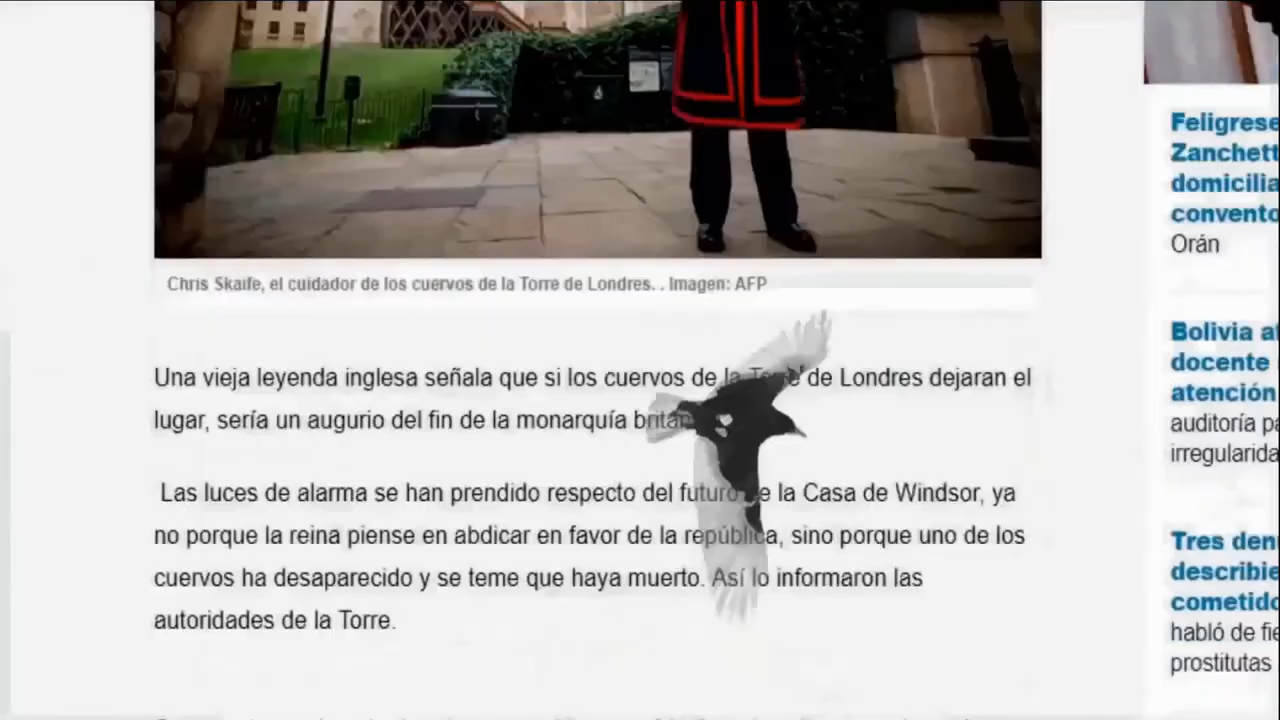 Chris Skaife, el cuidador de los cuervos de la Torre de Londres. . Imagen: AFP
Una vieja leyenda inglesa señala que si los cuervos de la Torre de Londres dejaran el
lugar, sería un augurio del fin de la monarquía britán
Las luces de alarma se han prendido respecto del futuro de la Casa de Windsor, ya
no porque la reina piense en abdicar en favor de la república, sino porque uno de los
cuervos ha desaparecido y se teme que haya muerto. Así lo informaron las
autoridades de la Torre.
Feligrese
Zanchett
domicilia
convento
Orán
Bolivia a
docente
atención
auditoría pa
irregularida
Tres den
describie
cometido
habló de fie
prostitutas